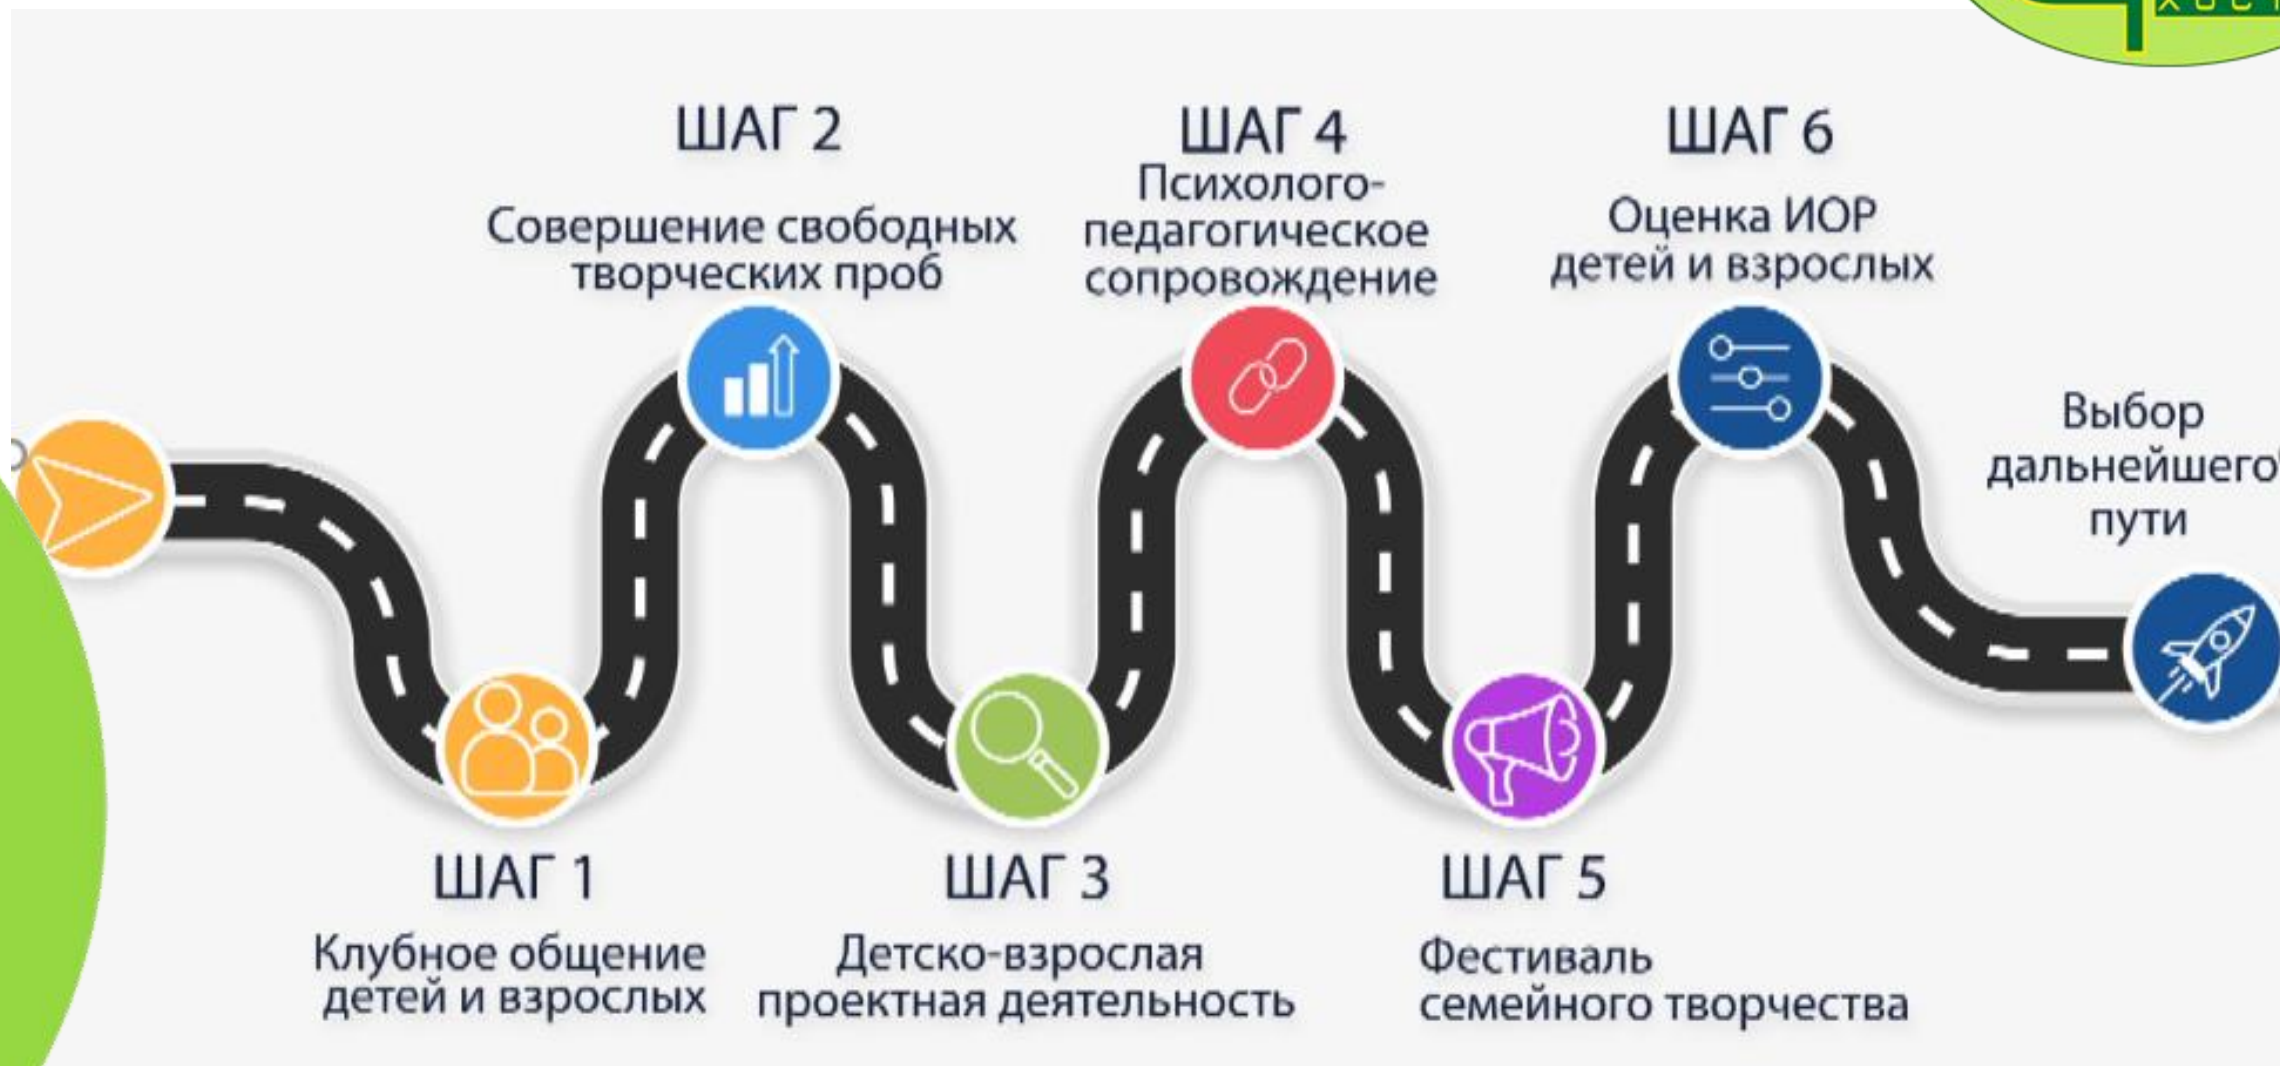 ШАГ 1
Клубное общение
детей и взрослых
ШАГ 2
Совершение свободных
творческих проб
ШАГ 3
Детско-взрослая
проектная деятельность
ШАГ 4
Психолого-
педагогическое
сопровождение
ШАГ 5
Фестиваль
семейного творчества
ШАГ 6
Оценка ИОР
детей и взрослых
Выбор
дальнейшего
пути